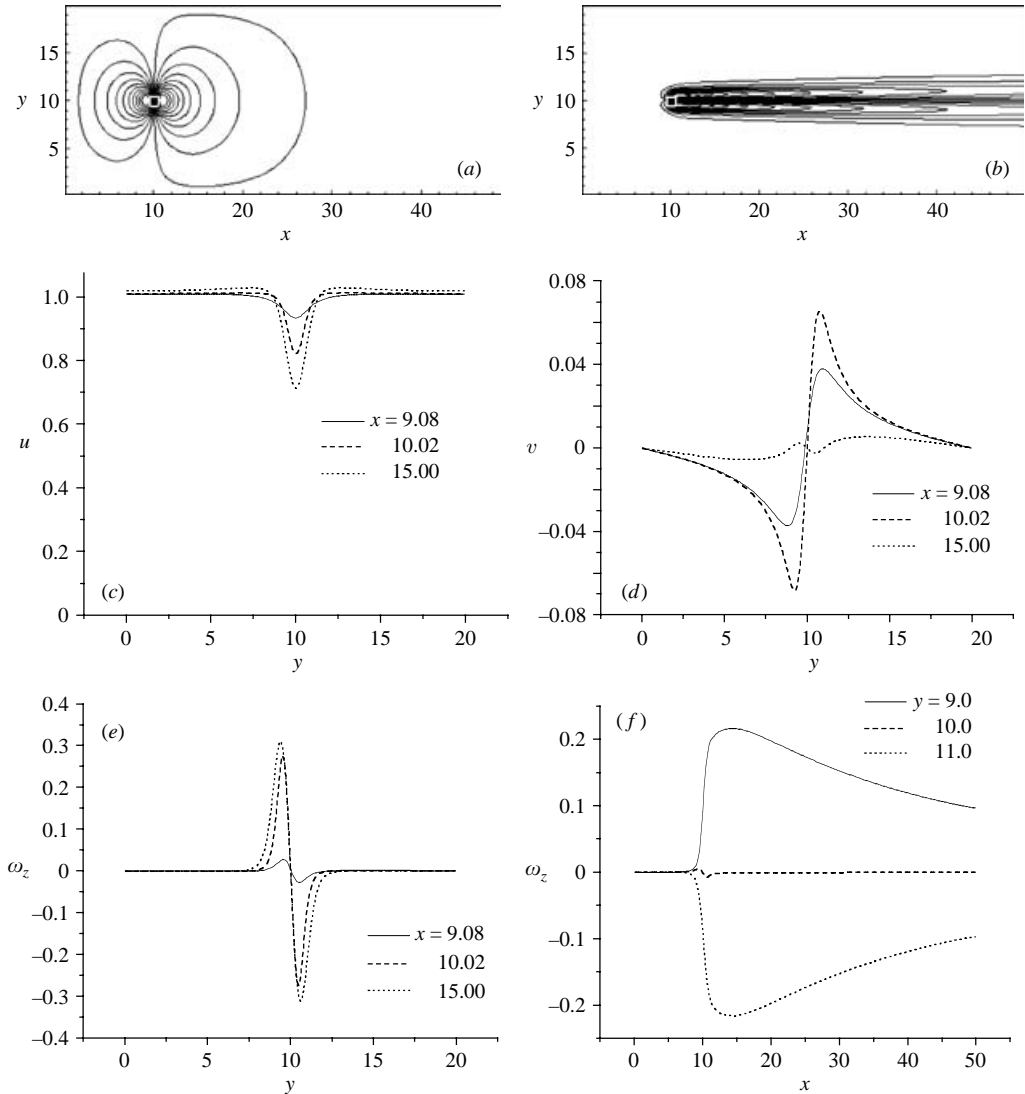 15
y 10
5
(a)
10 20 30 40
x
15
y 10
5
(b)
10 20 30 40
x
1.0
0.8
0.6
u
0.4
0.2
0
x = 9.08
10.02
15.00
(c)
0 5 10 15 20
y
0.08
0.04
v 0
–0.04
–0.08
x = 9.08
10.02
15.00
(d)
0 5 10 15 20
y
0.4
0.3
0.2
0.1
ωz 0
–0.1
–0.2
–0.3
–0.4
(e)
x = 9.08
10.02
15.00
0 5 10 15 20
y
y = 9.0
10.0
11.0
(f)
0.2
0.1
ωz 0
–0.1
–0.2
0 10 20 30 40 50
x